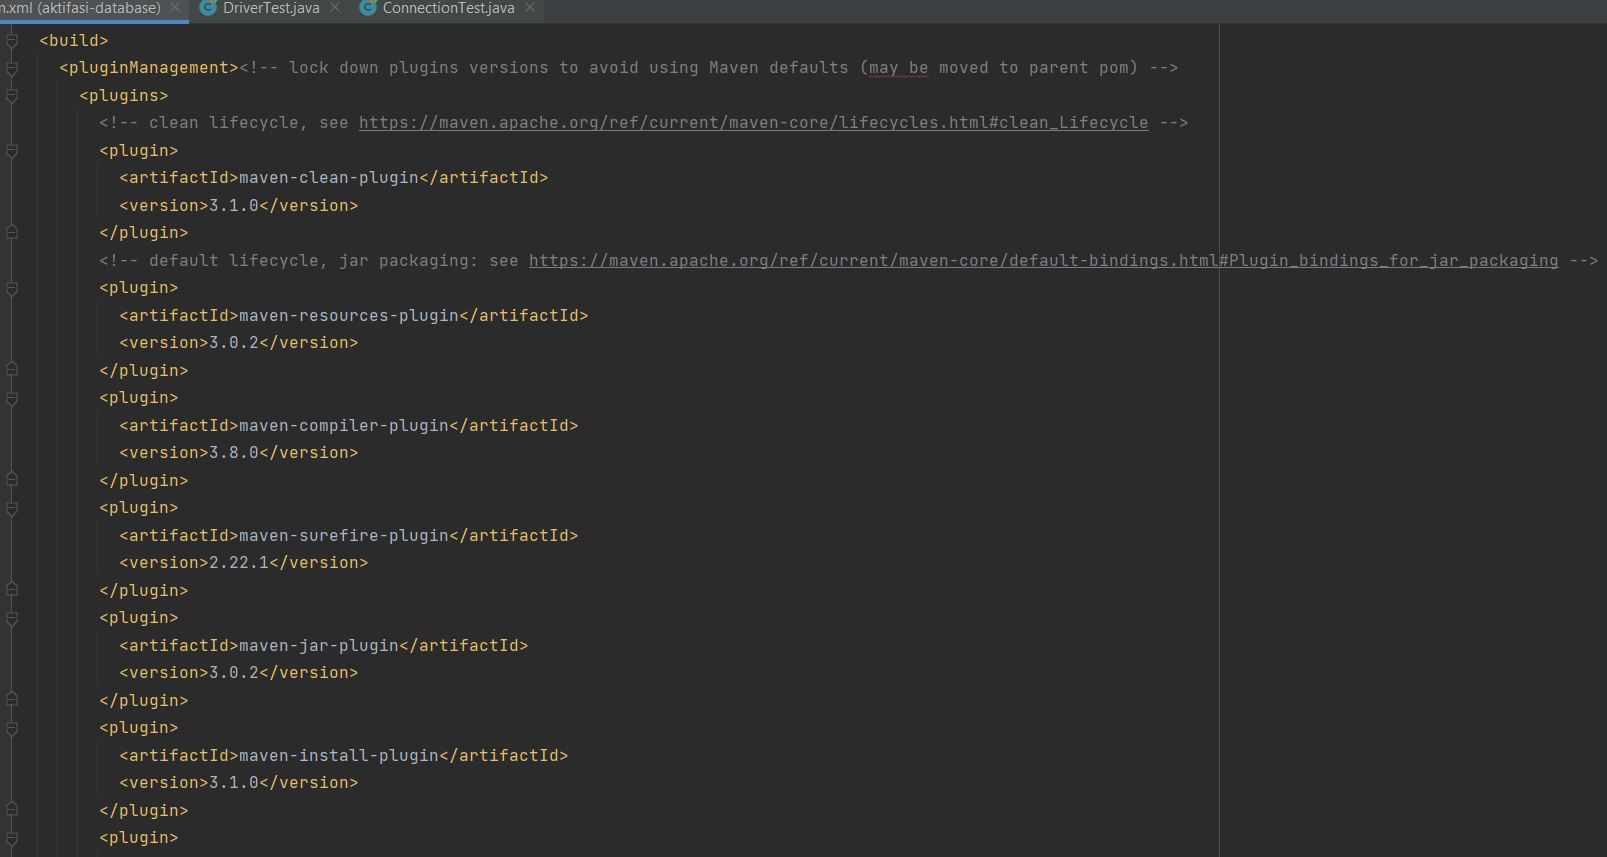 m.xml (aktifasi-database) DriverTest.java ConnectionTest.java
<build>
<pluginManagement><!-- lock down plugins versions to avoid using Maven defaults (may be moved to parent pom) -->
<plugins>
<!-- clean lifecycle, see https://maven.apache.org/ref/current/maven-core/lifecycles.html#clean_Lifecycle -->
<plugin>
<artifactId>maven-clean-plugin</artifactId>
<version>3.1.0</version>
</plugin>
<!-- default lifecycle, jar packaging: see https://maven.apache.org/ref/current/maven-core/default-bindings.html#Plugin_bindings_for_jar_packaging -->
<plugin>
<artifactId>maven-resources-plugin</artifactId>
<version>3.0.2</version>
</plugin>
<plugin>
<artifactId>maven-compiler-plugin</artifactId>
<version>3.8.0</version>
</plugin>
<plugin>
<artifactId>maven-surefire-plugin</artifactId>
<version>2.22.1</version>
</plugin>
<plugin>
<artifactId>maven-jar-plugin</artifactId>
<version>3.0.2</version>
</plugin>
<plugin>
<artifactId>maven-install-plugin</artifactId>
<version>3.1.0</version>
</plugin>
<plugin>